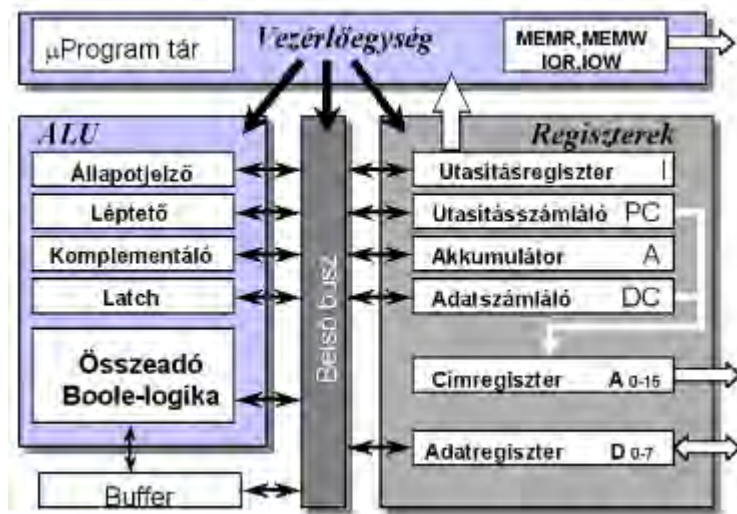 μProgram tár
Vezérlőegység
MEMR,MEMW
IOR,IOW
ALU
Állapotjelző
Léptető
Komplementáló
Latch
Összeadó
Boole-logika
Buffer
Belső busz
Regiszterek
Utasításregiszter I
Utasításszámláló PC
Akkumulátor A
Adatszámláló DC
Címregiszter A 0-15
Adatregiszter D 0-7